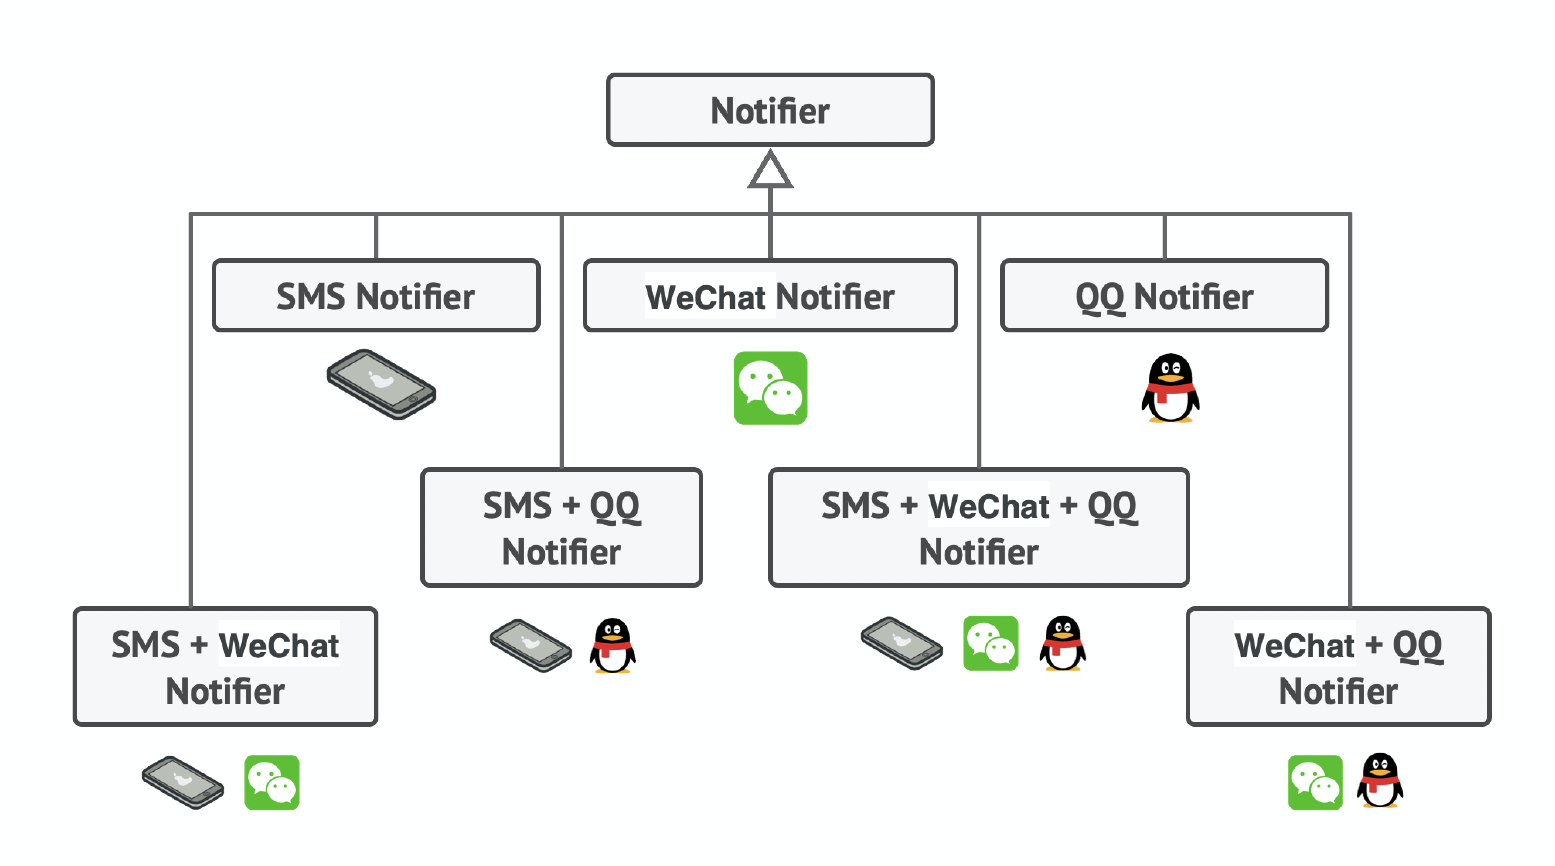 Notifier
SMS Notifier
WeChat Notifier
QQ Notifier
SMS + QQ
Notifier
SMS + WeChat + QQ
Notifier
SMS + WeChat
Notifier
WeChat + QQ
Notifier